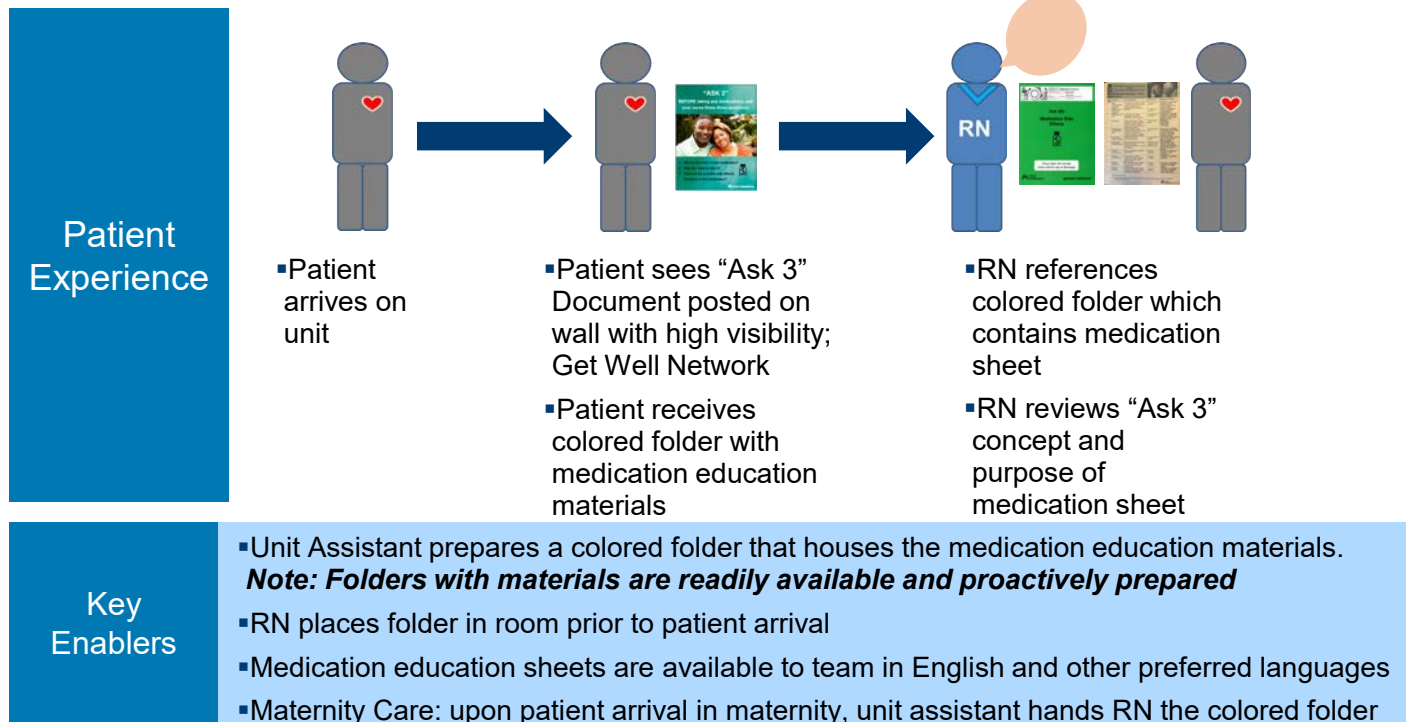 Patient
Experience
"ASK 3"
RN
▪Patient
arrives on
unit
▪Patient sees “Ask 3”
Document posted on
wall with high visibility;
Get Well Network
▪Patient receives
colored folder with
medication education
materials
▪RN references
colored folder which
contains medication
sheet
▪RN reviews “Ask 3”
concept and
purpose of
medication sheet
Key
Enablers
▪Unit Assistant prepares a colored folder that houses the medication education materials.
Note: Folders with materials are readily available and proactively prepared
▪RN places folder in room prior to patient arrival
▪Medication education sheets are available to team in English and other preferred languages
▪Maternity Care: upon patient arrival in maternity, unit assistant hands RN the colored folder